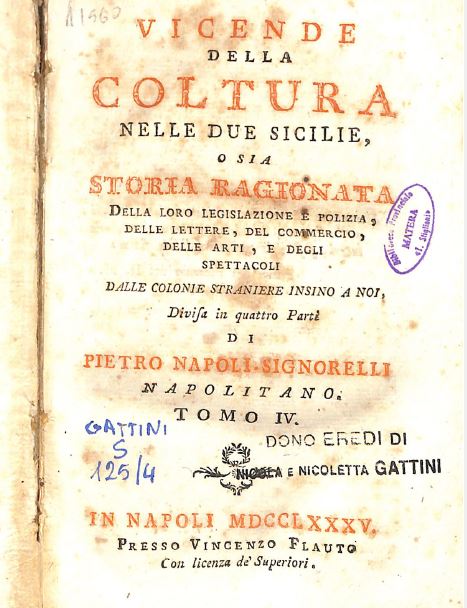 A 1960
VICENDE
DELLA
COLTURA
NELLE DUE SICILIE,
O SIA
STORIA RAGIONATA
DELLA LORO LEGISLAZIONE E POLIZIA,
DELLE LETTERE, DEL COMMERCIO,
DELLE ARTI, E DEGLI
SPETTACOLI
DALLE COLONIE STRANIERE INSINO A NOI,
Divisa in quattro Parti
DI
PIETRO NAPOLI-SIGNORELLI
NAPOLITANO.
TOMO IV.
MATERA
GATTINI
S
125/4
DONO EREDI DI
NICOLA E NICOLETTA GATTINI
IN NAPOLI MDCCLXXXV.
PRESSO VINCENZO FLAUTO
Con licenza de' Superiori.